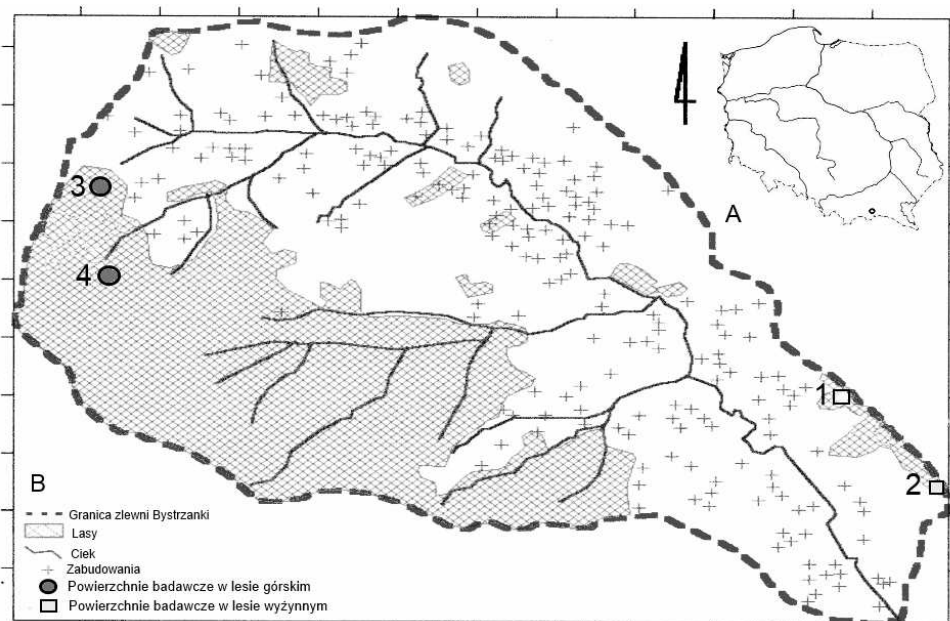 A
3
4
1
2
B
Granica zlewni Bystrzanki
Lasy
Ciek
Zabudowania
Powierzchnie badawcze w lesie górskim
Powierzchnie badawcze w lesie wyżynnym